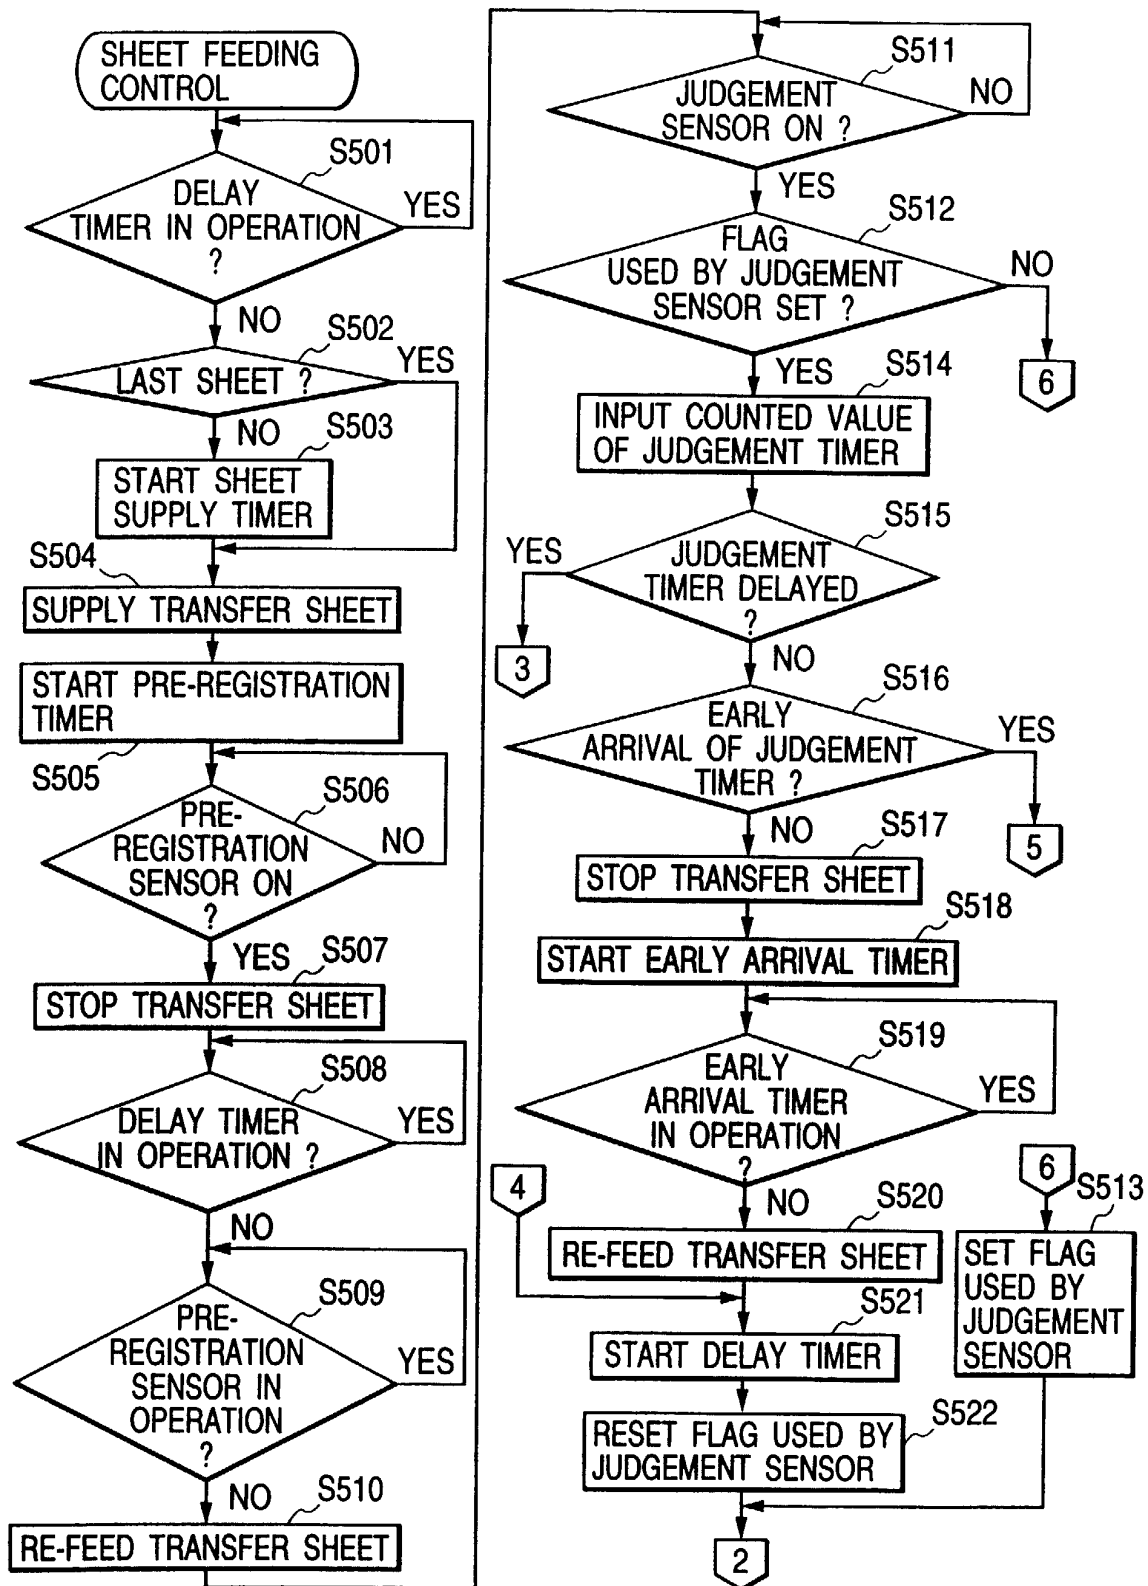 SHEET FEEDING
CONTROL
S501
DELAY
TIMER IN OPERATION
?
YES
NO
S502
LAST SHEET ?
YES
NO
S503
START SHEET
SUPPLY TIMER
S504
SUPPLY TRANSFER SHEET
START PRE-REGISTRATION
TIMER
S505
S506
PRE-
REGISTRATION
SENSOR ON
?
NO
YES
S507
STOP TRANSFER SHEET
S508
DELAY TIMER
IN OPERATION ?
YES
NO
S509
PRE-
REGISTRATION
SENSOR IN
OPERATION
?
YES
NO
S510
RE-FEED TRANSFER SHEET
S511
JUDGEMENT
SENSOR ON ?
NO
YES
S512
FLAG
USED BY JUDGEMENT
SENSOR SET ?
NO
6
YES
S514
INPUT COUNTED VALUE
OF JUDGEMENT TIMER
S515
JUDGEMENT
TIMER DELAYED
?
YES
3
NO
S516
EARLY
ARRIVAL OF JUDGEMENT
TIMER ?
YES
5
NO
S517
STOP TRANSFER SHEET
S518
START EARLY ARRIVAL TIMER
S519
EARLY
ARRIVAL TIMER
IN OPERATION
?
YES
4
NO
S520
RE-FEED TRANSFER SHEET
S521
START DELAY TIMER
S522
RESET FLAG USED BY
JUDGEMENT SENSOR
6
S513
SET FLAG
USED BY
JUDGEMENT
SENSOR
2